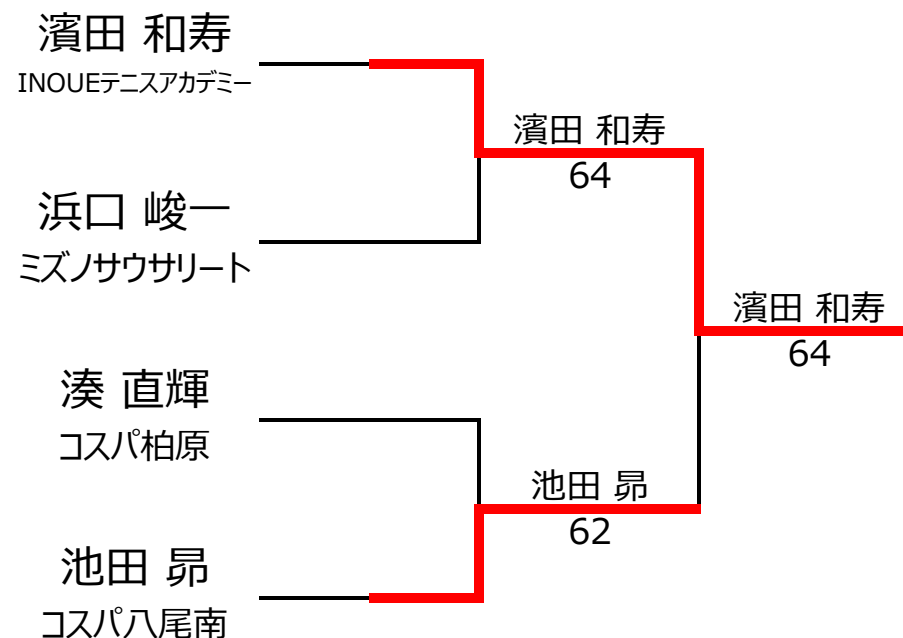 濱田 和寿
INOUEテニスアカデミー
濱田 和寿
64
浜口 峻一
ミズノサウサリート
濱田 和寿
64
湊 直輝
コスパ柏原
池田 昴
62
池田 昴
コスパ八尾南